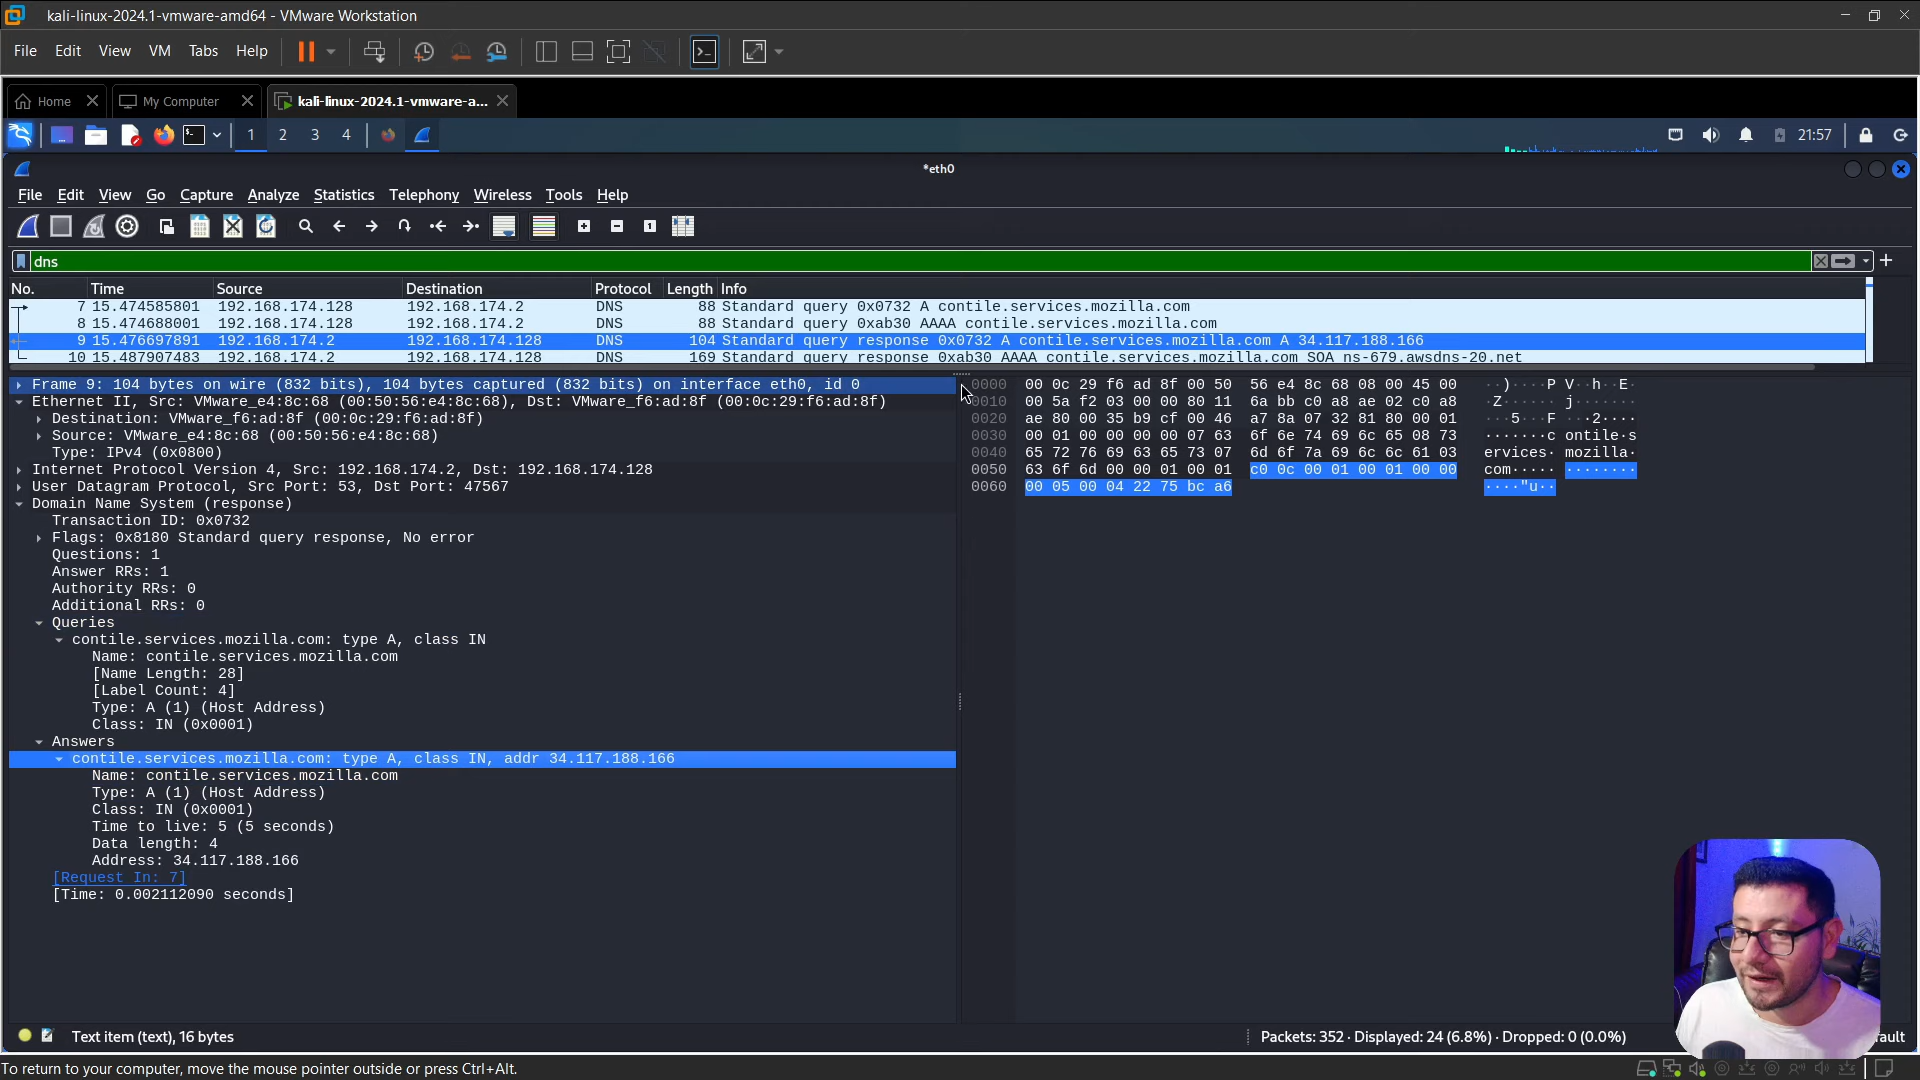 kali-linux-2024.1-vmware-amd64 - VMware Workstation
File Edit View VM Tabs Help
Home My Computer kali-linux-2024.1-vmware-a...
1 2 3 4 21:57
*eth0
File Edit View Go Capture Analyze Statistics Telephony Wireless Tools Help
dns
No. Time Source Destination Protocol Length Info
7 15.474585801 192.168.174.128 192.168.174.2 DNS 88 Standard query 0x0732 A contile.services.mozilla.com
8 15.474688001 192.168.174.128 192.168.174.2 DNS 88 Standard query 0xab30 AAAA contile.services.mozilla.com
9 15.476697891 192.168.174.2 192.168.174.128 DNS 104 Standard query response 0x0732 A contile.services.mozilla.com A 34.117.188.166
10 15.487907483 192.168.174.2 192.168.174.128 DNS 169 Standard query response 0xab30 AAAA contile.services.mozilla.com SOA ns-679.awsdns-20.net
Frame 9: 104 bytes on wire (832 bits), 104 bytes captured (832 bits) on interface eth0, id 0
Ethernet II, Src: VMware_e4:8c:68 (00:50:56:e4:8c:68), Dst: VMware_f6:ad:8f (00:0c:29:f6:ad:8f)
Destination: VMware_f6:ad:8f (00:0c:29:f6:ad:8f)
Source: VMware_e4:8c:68 (00:50:56:e4:8c:68)
Type: IPv4 (0x0800)
Internet Protocol Version 4, Src: 192.168.174.2, Dst: 192.168.174.128
User Datagram Protocol, Src Port: 53, Dst Port: 47567
Domain Name System (response)
Transaction ID: 0x0732
Flags: 0x8180 Standard query response, No error
Questions: 1
Answer RRs: 1
Authority RRs: 0
Additional RRs: 0
Queries
contile.services.mozilla.com: type A, class IN
Name: contile.services.mozilla.com
[Name Length: 28]
[Label Count: 4]
Type: A (1) (Host Address)
Class: IN (0x0001)
Answers
contile.services.mozilla.com: type A, class IN, addr 34.117.188.166
Name: contile.services.mozilla.com
Type: A (1) (Host Address)
Class: IN (0x0001)
Time to live: 5 (5 seconds)
Data length: 4
Address: 34.117.188.166
[Request In: 7]
[Time: 0.002112090 seconds]
0000 00 0c 29 f6 ad 8f 00 50 56 e4 8c 68 08 00 45 00 ··)····P V··h··E·
0010 00 5a f2 03 00 00 80 11 6a bb c0 a8 ae 02 c0 a8 ·Z······ j·······
0020 ae 80 00 35 b9 cf 00 46 a7 8a 07 32 81 80 00 01 ···5···F ···2····
0030 00 01 00 00 00 00 07 63 6f 6e 74 69 6c 65 08 73 ·······c ontile·s
0040 65 72 76 69 63 65 73 07 6d 6f 7a 69 6c 6c 61 03 ervices· mozilla·
0050 63 6f 6d 00 00 01 00 01 c0 0c 00 01 00 01 00 00 com····· ········
0060 00 05 00 04 22 75 bc a6 ····"u··
Text item (text), 16 bytes
Packets: 352 · Displayed: 24 (6.8%) · Dropped: 0 (0.0%)
To return to your computer, move the mouse pointer outside or press Ctrl+Alt.